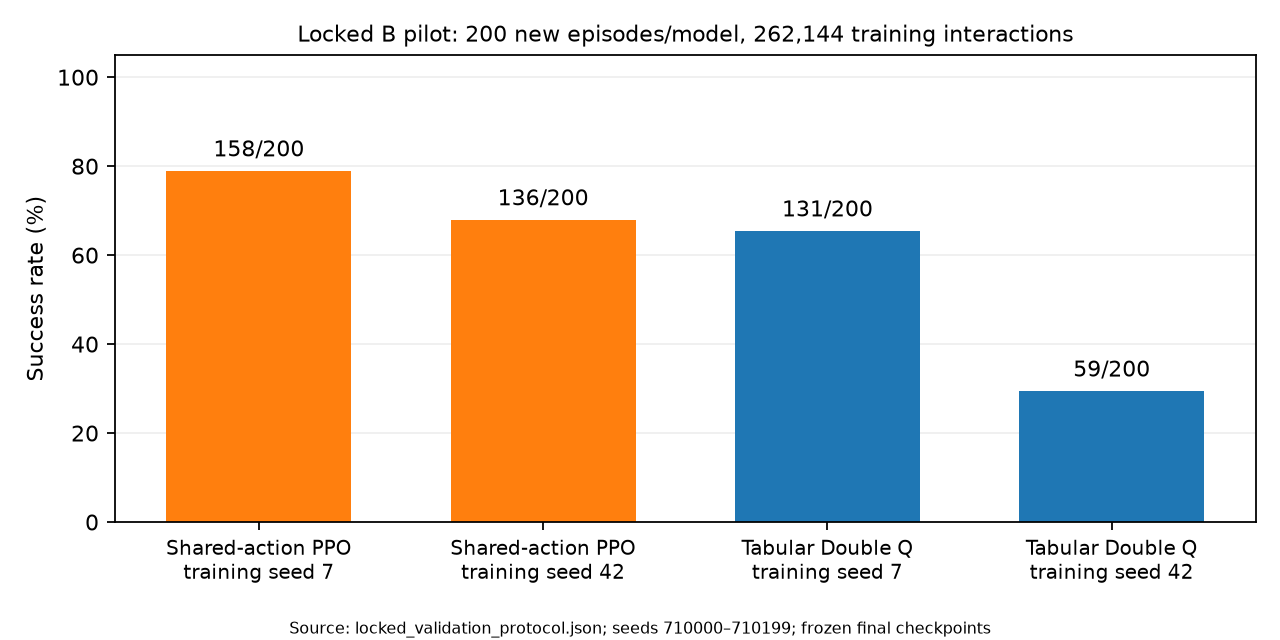 Locked B pilot: 200 new episodes/model, 262,144 training interactions
Success rate (%)
100
80
60
40
20
0
158/200
136/200
131/200
59/200
Shared-action PPO
training seed 7
Shared-action PPO
training seed 42
Tabular Double Q
training seed 7
Tabular Double Q
training seed 42
Source: locked_validation_protocol.json; seeds 710000–710199; frozen final checkpoints